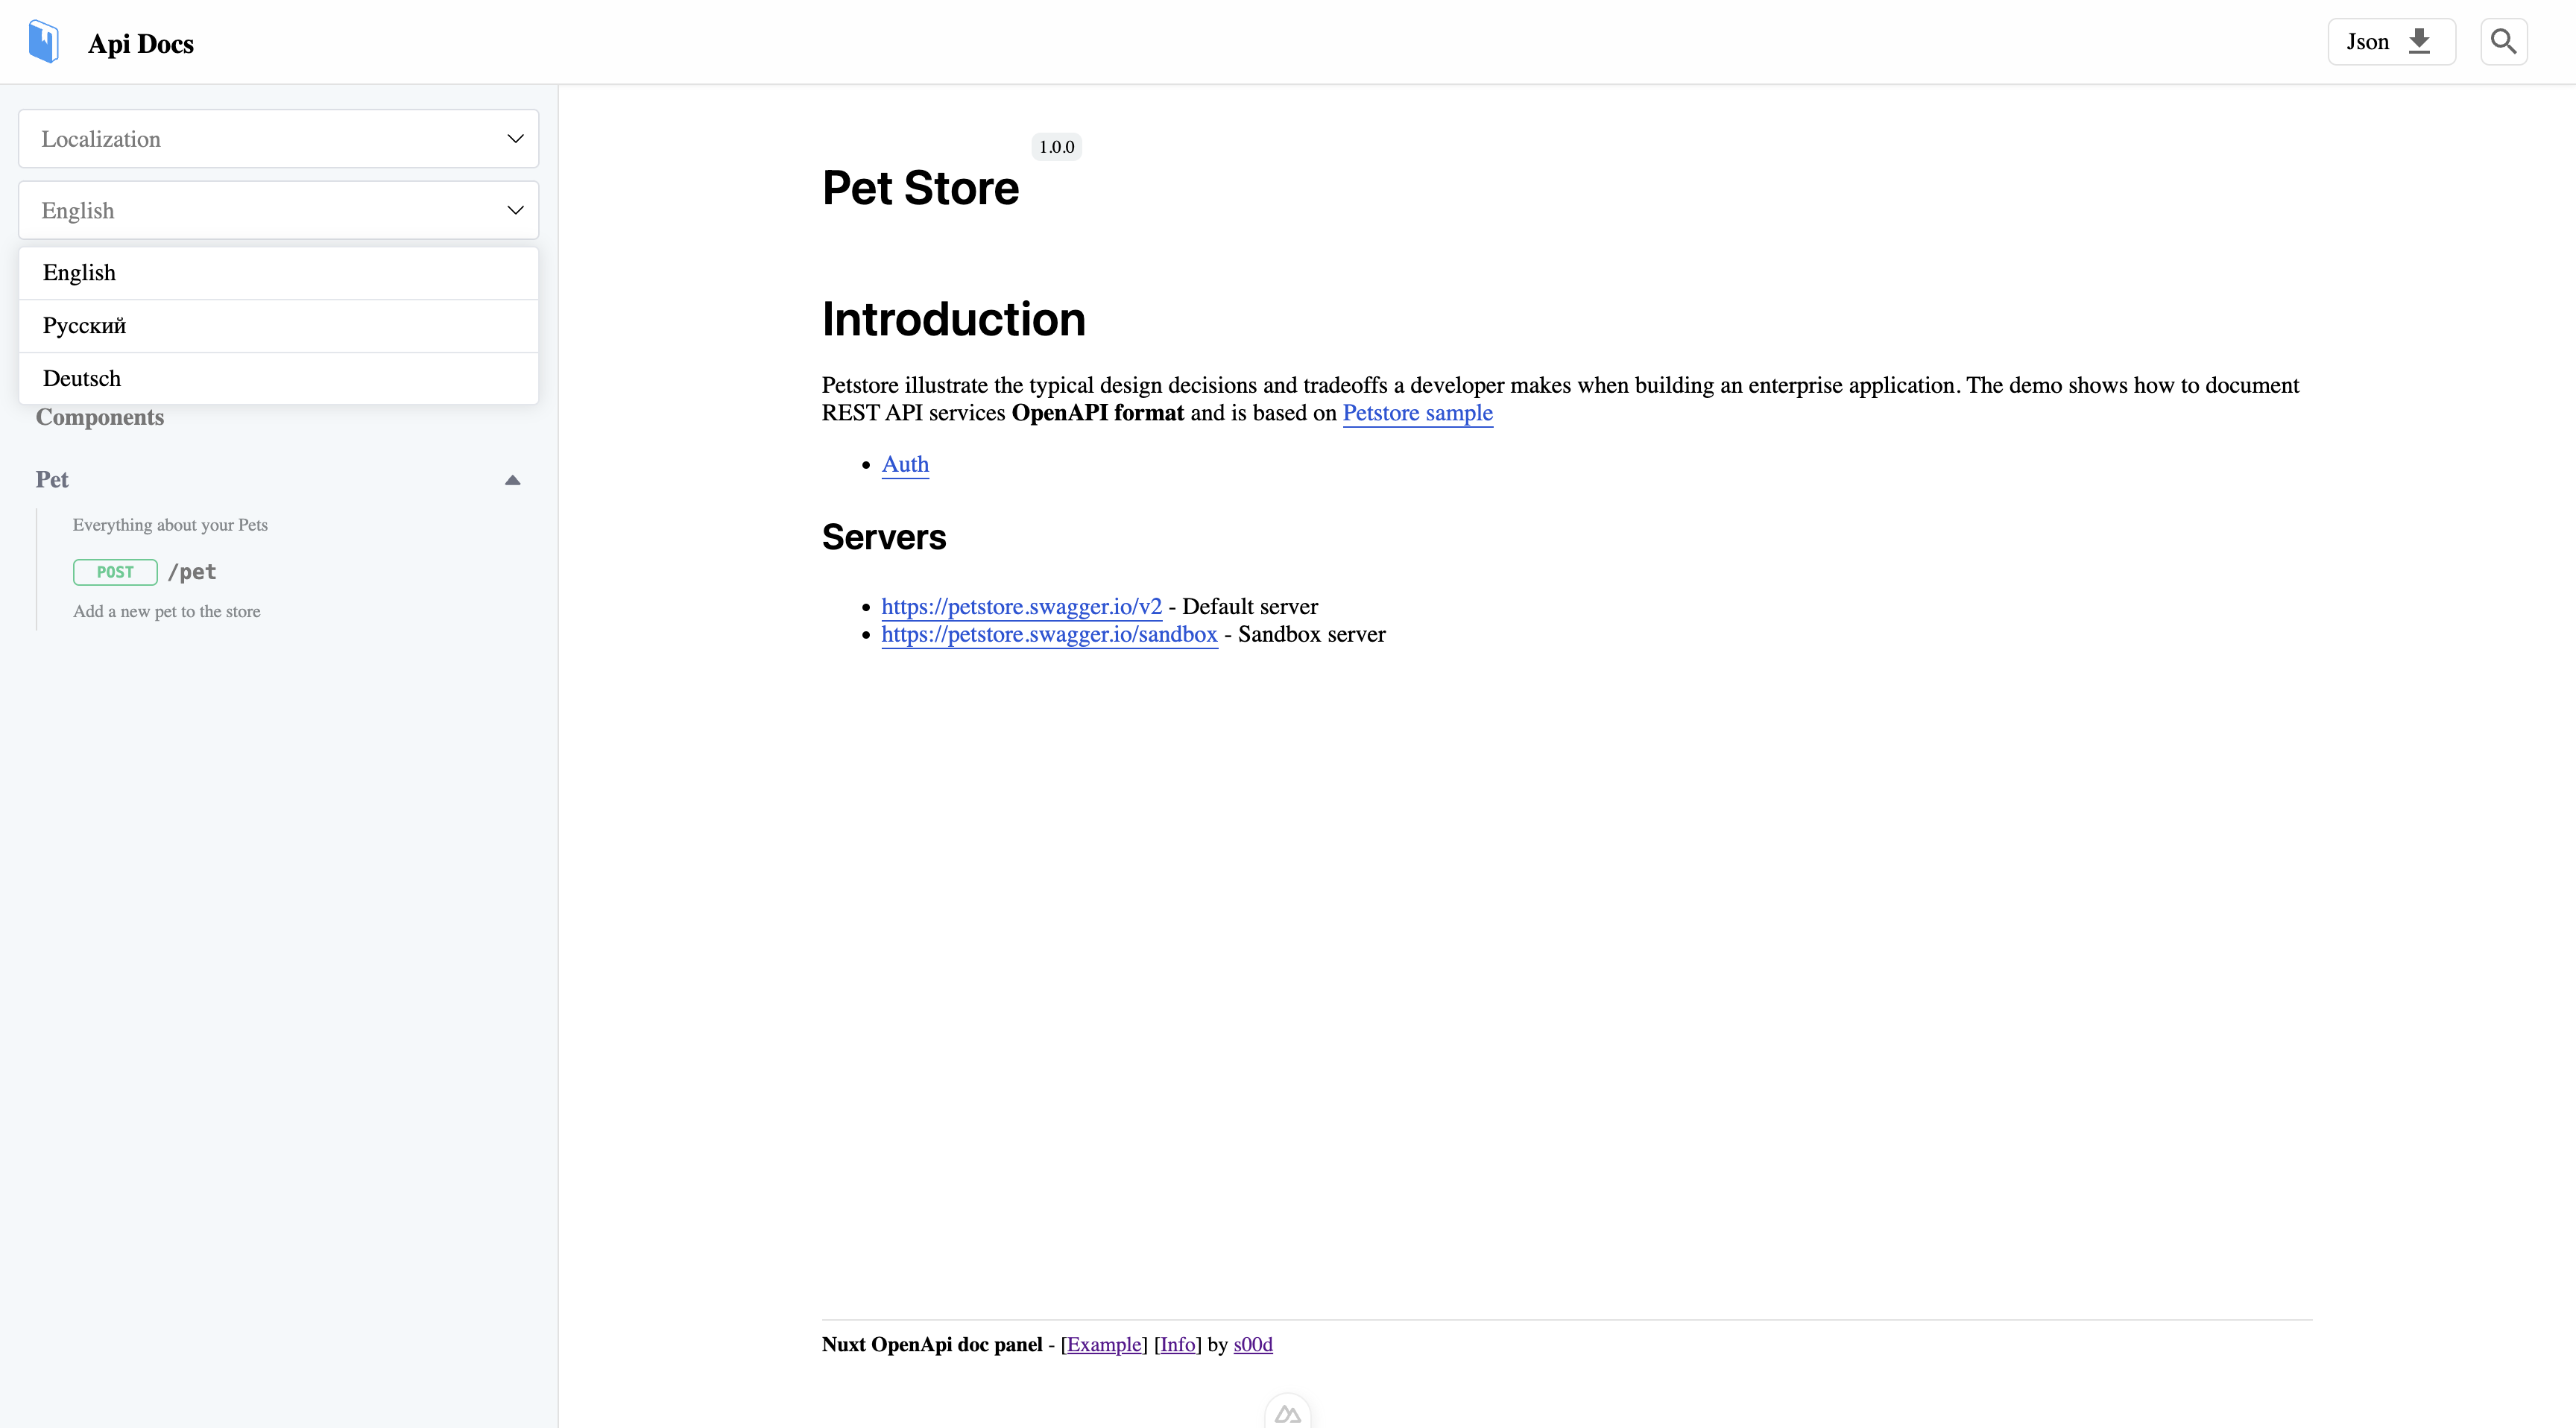 Api Docs
Json
Localization
English
English
Русский
Deutsch
Components
Pet
Everything about your Pets
POST /pet
Add a new pet to the store
1.0.0
Pet Store
Introduction
Petstore illustrate the typical design decisions and tradeoffs a developer makes when building an enterprise application. The demo shows how to document
REST API services OpenAPI format and is based on Petstore sample
• Auth
Servers
• https://petstore.swagger.io/v2 - Default server
• https://petstore.swagger.io/sandbox - Sandbox server
Nuxt OpenApi doc panel - [Example] [Info] by s00d